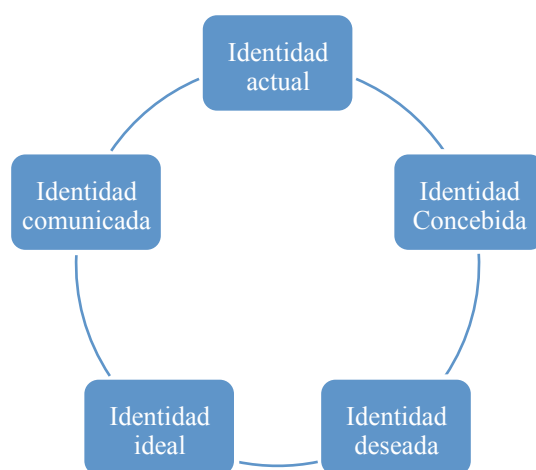 Identidad
actual
Identidad
Concebida
Identidad
deseada
Identidad
ideal
Identidad
comunicada